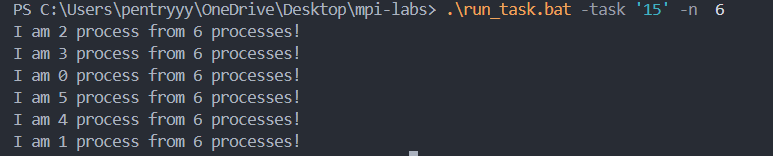 PS C:\Users\pentryyy\OneDrive\Desktop\mpi-labs> .\run_task.bat -task '15' -n  6
I am 2 process from 6 processes!
I am 3 process from 6 processes!
I am 0 process from 6 processes!
I am 5 process from 6 processes!
I am 4 process from 6 processes!
I am 1 process from 6 processes!